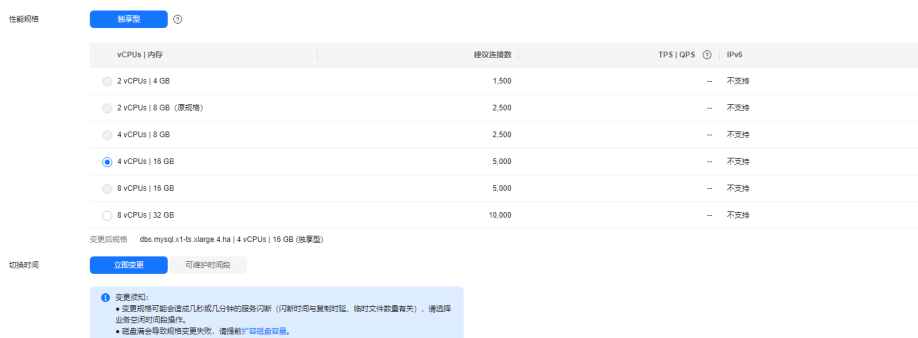 性能规格 独享型 ?
vCPUs | 内存 建议连接数 TPS | QPS ? IPv6
2 vCPUs | 4 GB 1,500 -- 不支持
2 vCPUs | 8 GB（原规格） 2,500 -- 不支持
4 vCPUs | 8 GB 2,500 -- 不支持
4 vCPUs | 16 GB 5,000 -- 不支持
8 vCPUs | 16 GB 5,000 -- 不支持
8 vCPUs | 32 GB 10,000 -- 不支持
变更后规格 dbs.mysql.x1-ts.xlarge.4.ha | 4 vCPUs | 16 GB (独享型)
切换时间 立即变更 可维护时间段
变更须知：
● 变更规格可能会造成几秒或几分钟的服务闪断（闪断时间与复制时延、临时文件数量有关），请选择
业务空闲时间段操作。
● 磁盘满会导致规格变更失败，请提前扩容磁盘容量。